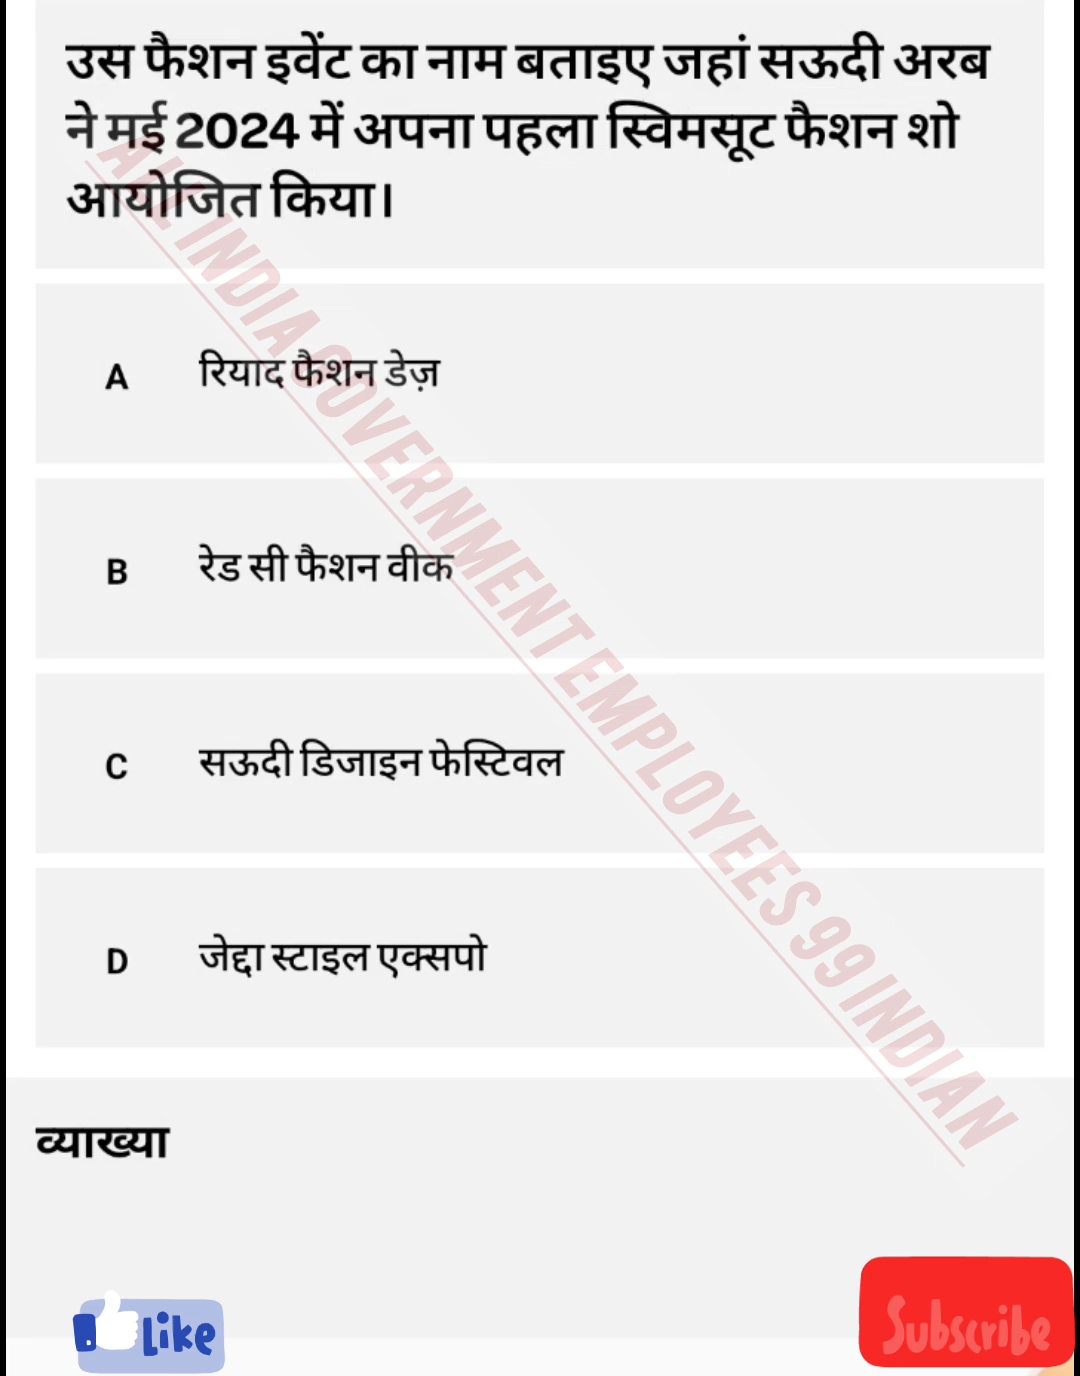 उस फैशन इवेंट का नाम बताइए जहां सऊदी अरब
ने मई 2024 में अपना पहला स्विमसूट फैशन शो
आयोजित किया।
A रियाद फैशन डेज़
B रेड सी फैशन वीक
C सऊदी डिजाइन फेस्टिवल
D जेद्दा स्टाइल एक्सपो
ALL INDIA GOVERNMENT EMPLOYEES 99 INDIAN
व्याख्या
Like
Subscribe